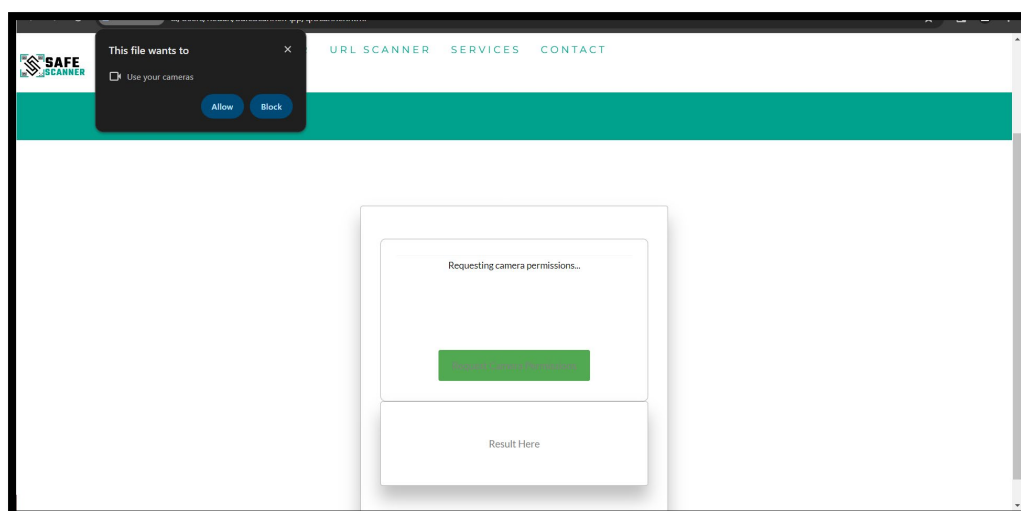 This file wants to
Use your cameras
Allow Block
SAFE
SCANNER
URL SCANNER SERVICES CONTACT
Requesting camera permissions...
Result Here